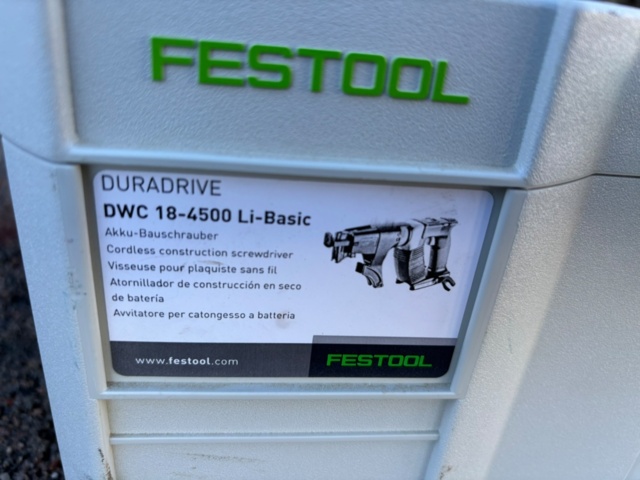 FESTOOL
DURADRIVE
DWC 18-4500 Li-Basic
Akku-Bauschrauber
Cordless construction screwdriver
Visseuse pour plaquiste sans fil
Atornillador de construcción en seco
de batería
Avvitatore per catongesso a batteria
www.festool.com
FESTOOL